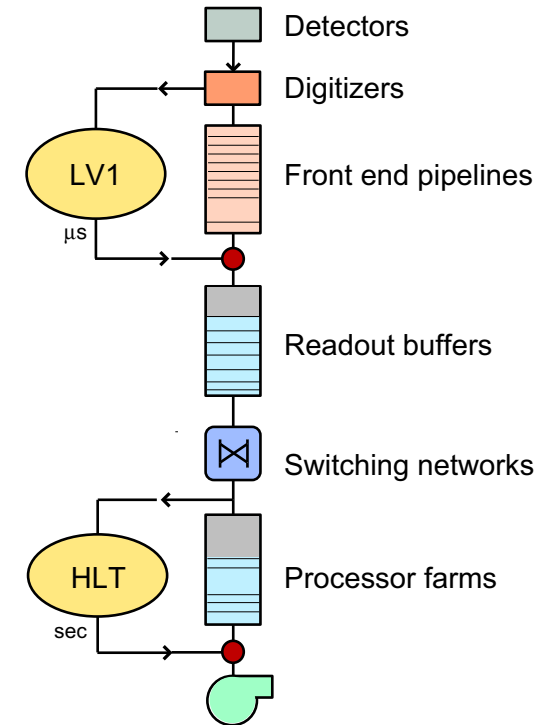 Detectors
Digitizers
LV1
Front end pipelines
μs
Readout buffers
Switching networks
HLT
Processor farms
sec